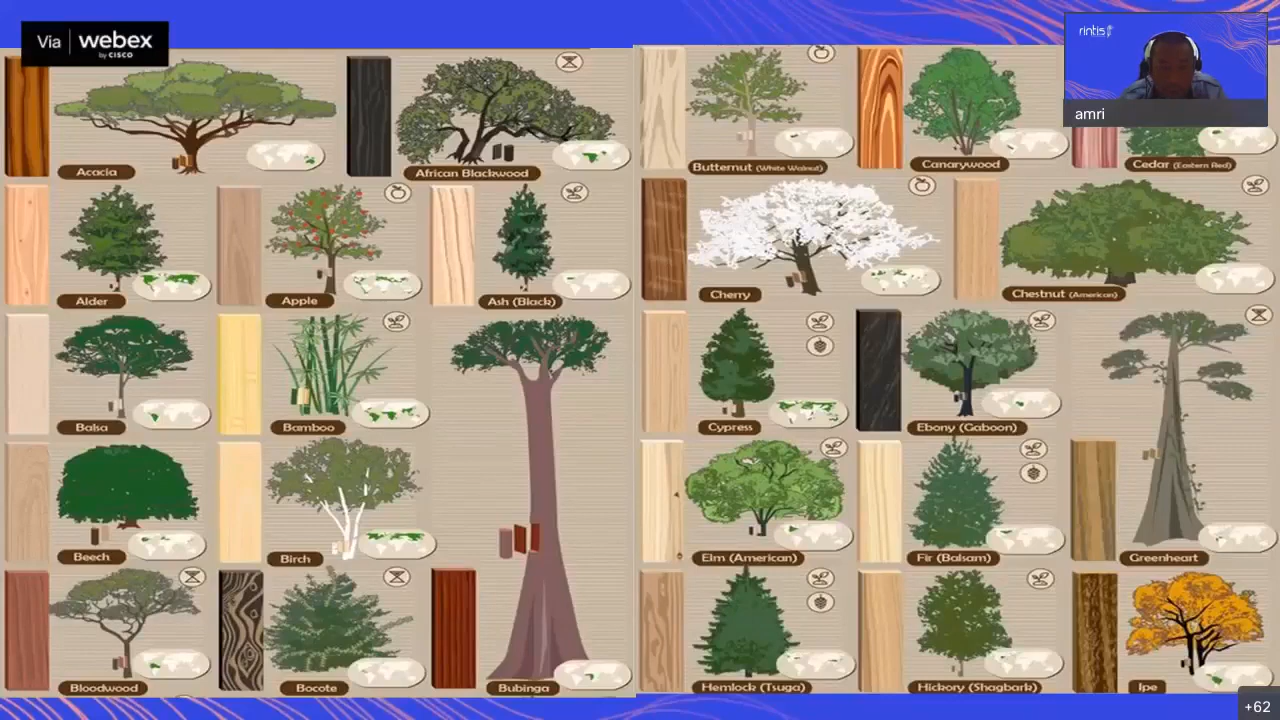 Via webex
by CISCO
rintis
amri
Acacia
African Blackwood
Butternut (White Walnut)
Canarywood
Cedar (Eastern Red)
Alder
Apple
Ash (Black)
Cherry
Chestnut (American)
Balsa
Bamboo
Cypress
Ebony (Gaboon)
Beech
Birch
Elm (American)
Fir (Balsam)
Greenheart
Bloodwood
Bocote
Bubinga
Hemlock (Tsuga)
Hickory (Shagbark)
Ipe
+62